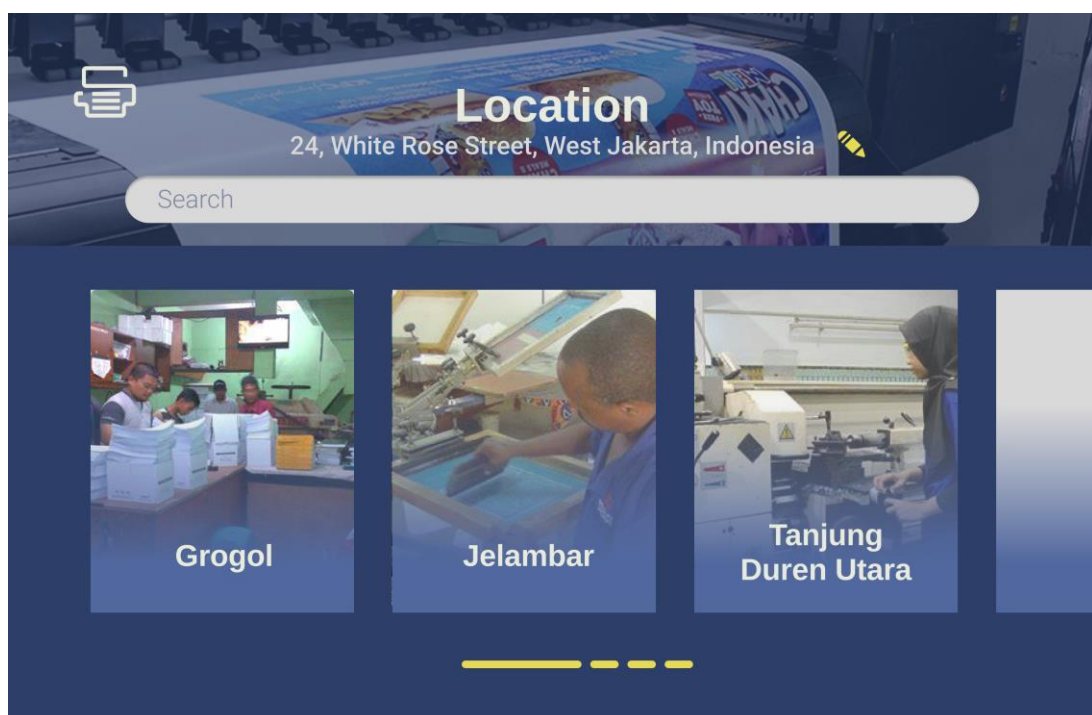 Location
24, White Rose Street, West Jakarta, Indonesia
Search
Grogol
Jelambar
Tanjung
Duren Utara